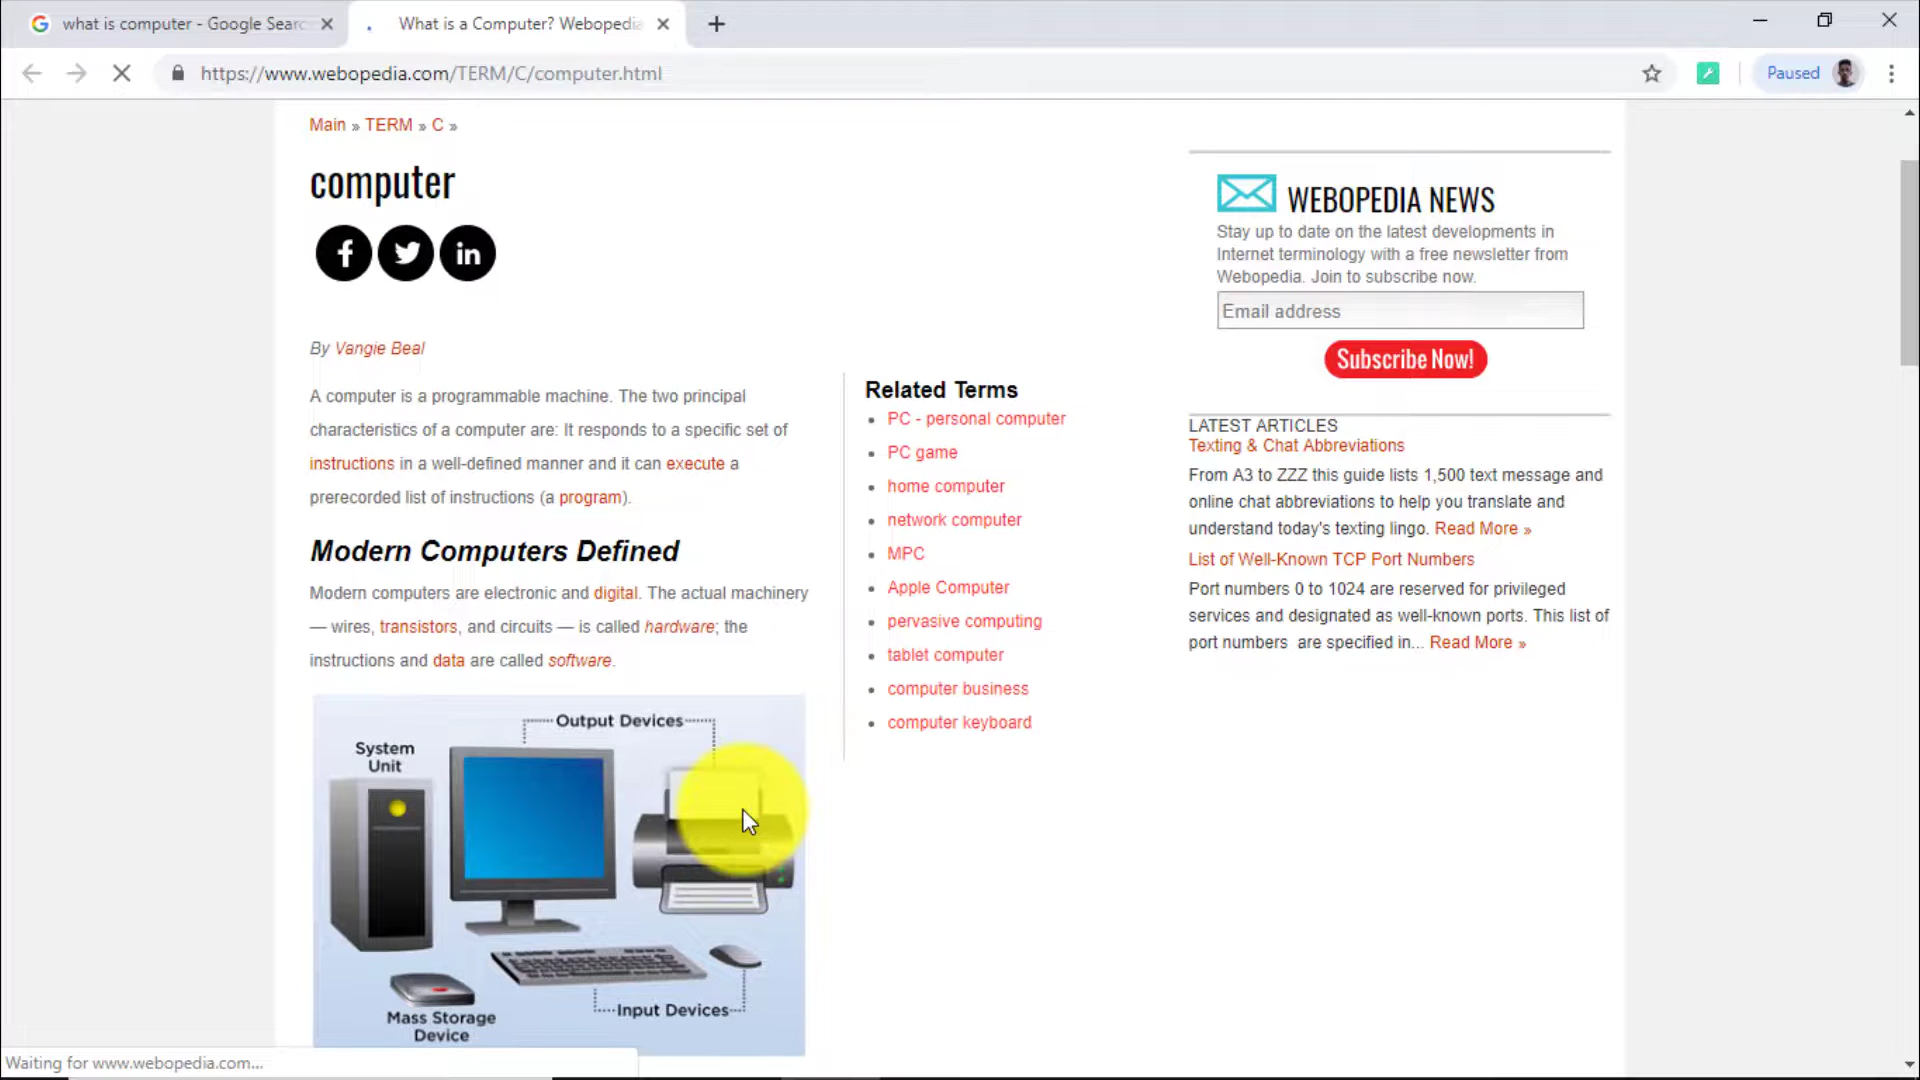 what is computer - Google Searc
What is a Computer? Webopedia
https://www.webopedia.com/TERM/C/computer.html
Paused
Main » TERM » C »
computer
By Vangie Beal
A computer is a programmable machine. The two principal
characteristics of a computer are: It responds to a specific set of
instructions in a well-defined manner and it can execute a
prerecorded list of instructions (a program).
Modern Computers Defined
Modern computers are electronic and digital. The actual machinery
— wires, transistors, and circuits — is called hardware; the
instructions and data are called software.
Output Devices
System
Unit
Input Devices
Mass Storage
Device
Related Terms
PC - personal computer
PC game
home computer
network computer
MPC
Apple Computer
pervasive computing
tablet computer
computer business
computer keyboard
WEBOPEDIA NEWS
Stay up to date on the latest developments in
Internet terminology with a free newsletter from
Webopedia. Join to subscribe now.
Email address
Subscribe Now!
LATEST ARTICLES
Texting & Chat Abbreviations
From A3 to ZZZ this guide lists 1,500 text message and
online chat abbreviations to help you translate and
understand today's texting lingo. Read More »
List of Well-Known TCP Port Numbers
Port numbers 0 to 1024 are reserved for privileged
services and designated as well-known ports. This list of
port numbers are specified in... Read More »
Waiting for www.webopedia.com...